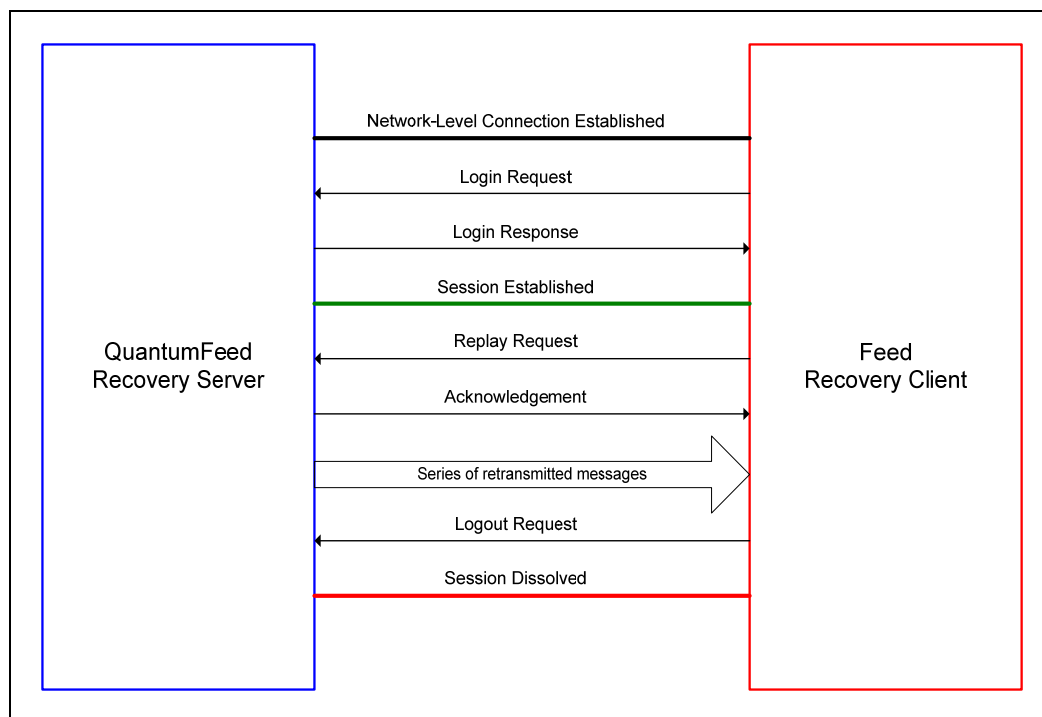 Network-Level Connection Established
Login Request
Login Response
Session Established
QuantumFeed
Recovery Server
Replay Request
Feed
Recovery Client
Acknowledgement
Series of retransmitted messages
Logout Request
Session Dissolved